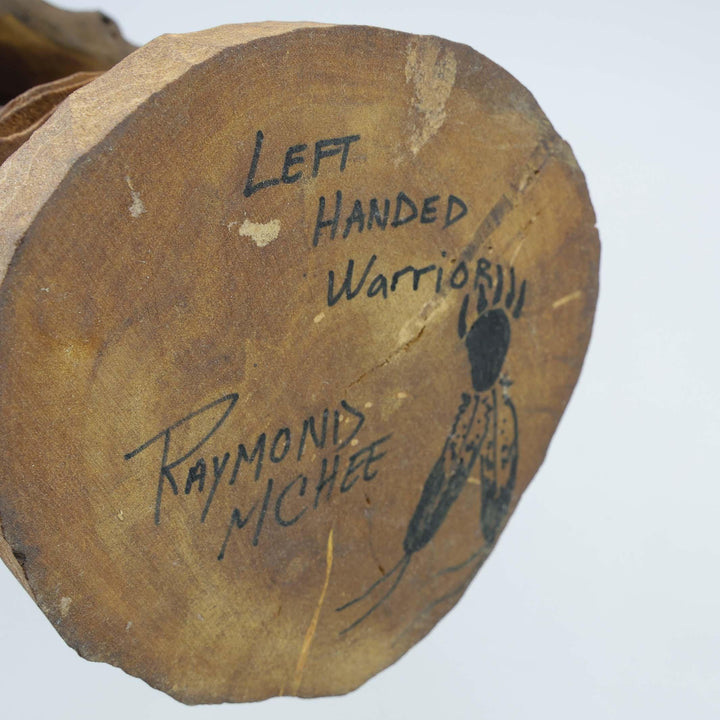 LEFT
HANDED
WarrioR
RAYMOND
MCHEE